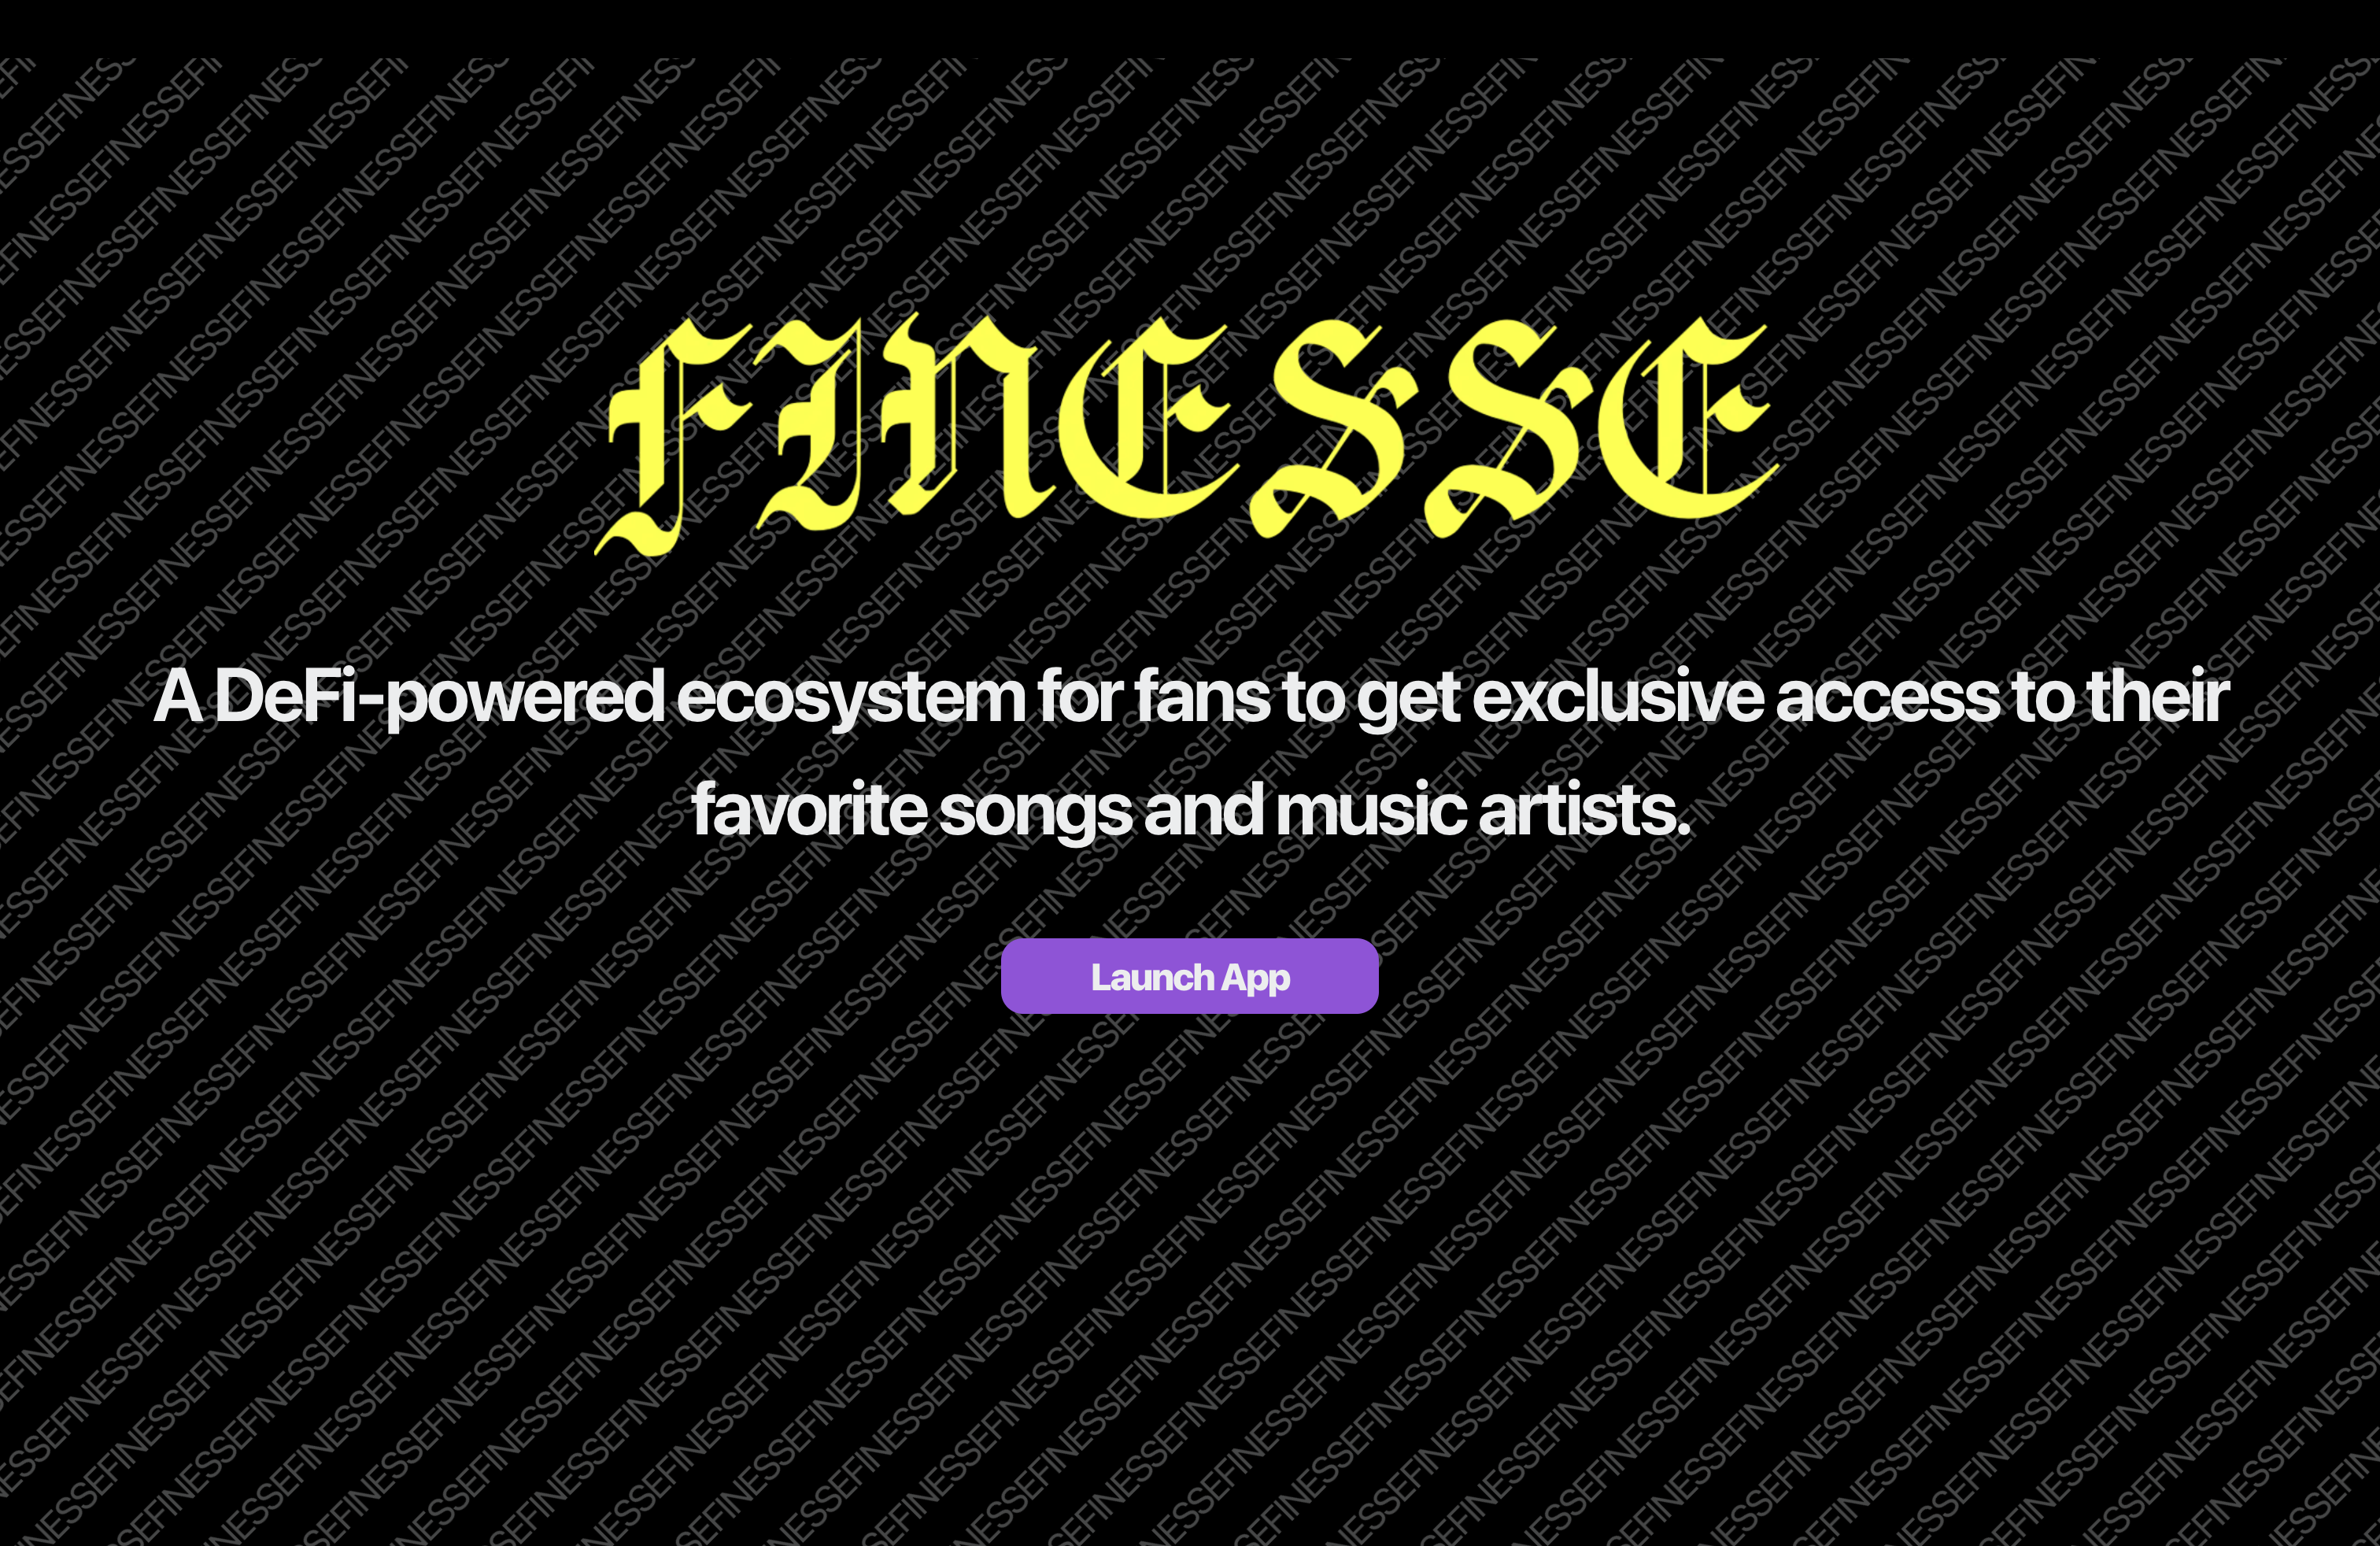 FINESSE
A DeFi-powered ecosystem for fans to get exclusive access to their
favorite songs and music artists.
Launch App